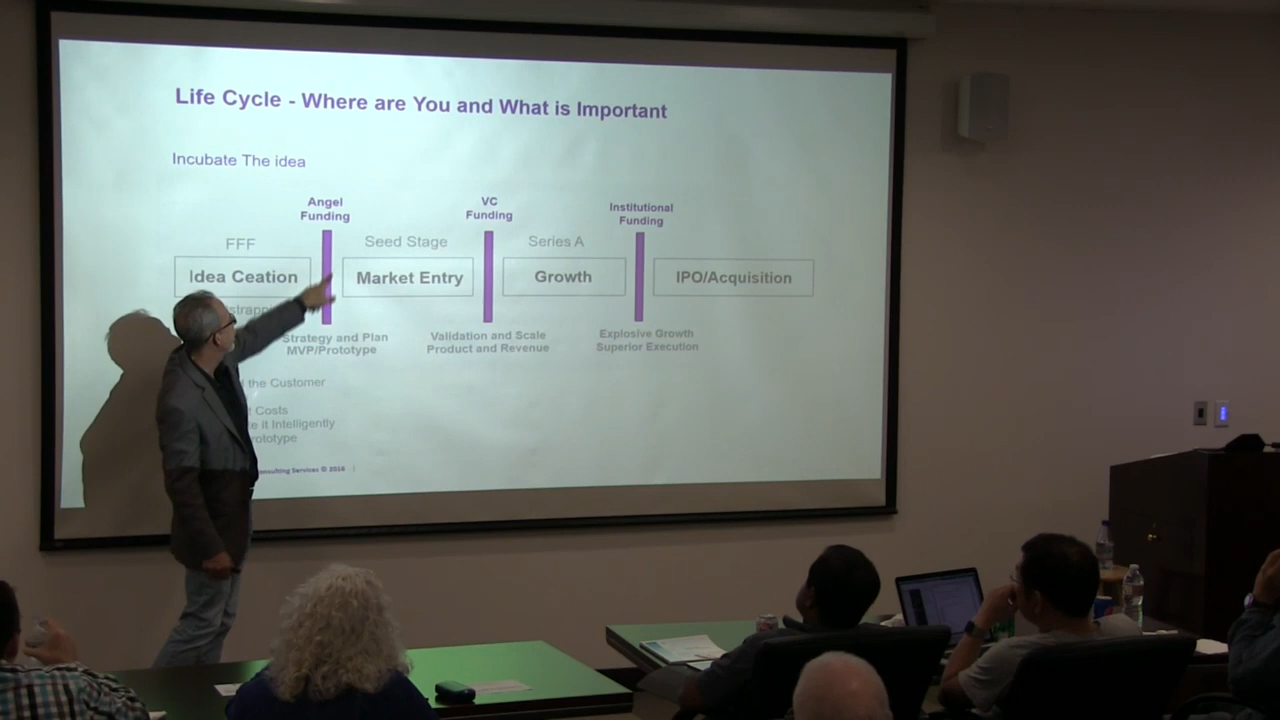 Life Cycle - Where are You and What is Important
Incubate The idea
Angel
Funding
VC
Funding
Institutional
Funding
FFF
Seed Stage
Series A
Idea Ceation
Market Entry
Growth
IPO/Acquisition
Strategy and Plan
MVP/Prototype
Validation and Scale
Product and Revenue
Explosive Growth
Superior Execution
the Customer
Costs
it Intelligently
Services © 2016